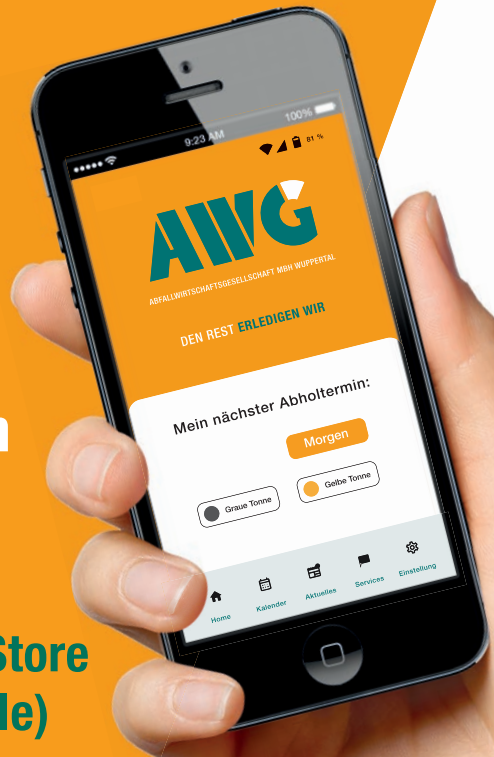 9:23 AM
100%
81 %
AWG
ABFALLWIRTSCHAFTSGESELLSCHAFT MBH WUPPERTAL
DEN REST ERLEDIGEN WIR
Mein nächster Abholtermin:
Morgen
Graue Tonne
Gelbe Tonne
Home
Kalender
Aktuelles
Services
Einstellung
Store
le)